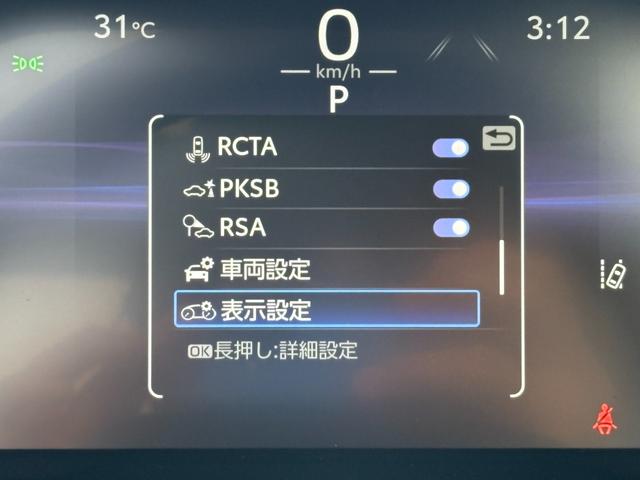 31℃
0
3:12
km/h
P
RCTA
PKSB
RSA
車両設定
表示設定
OK長押し:詳細設定